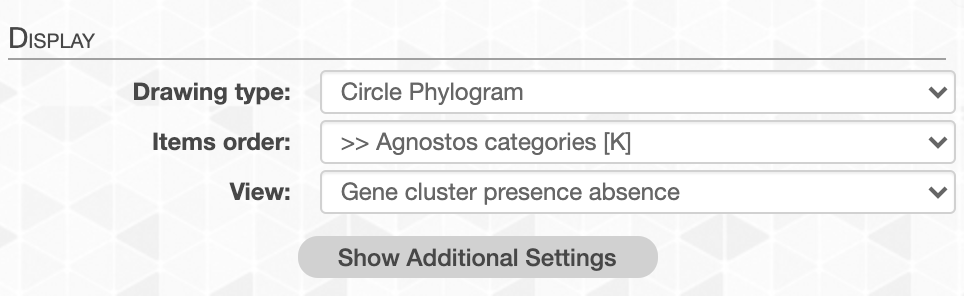 Display
Drawing type: Circle Phylogram
Items order: >> Agnostos categories [K]
View: Gene cluster presence absence
Show Additional Settings